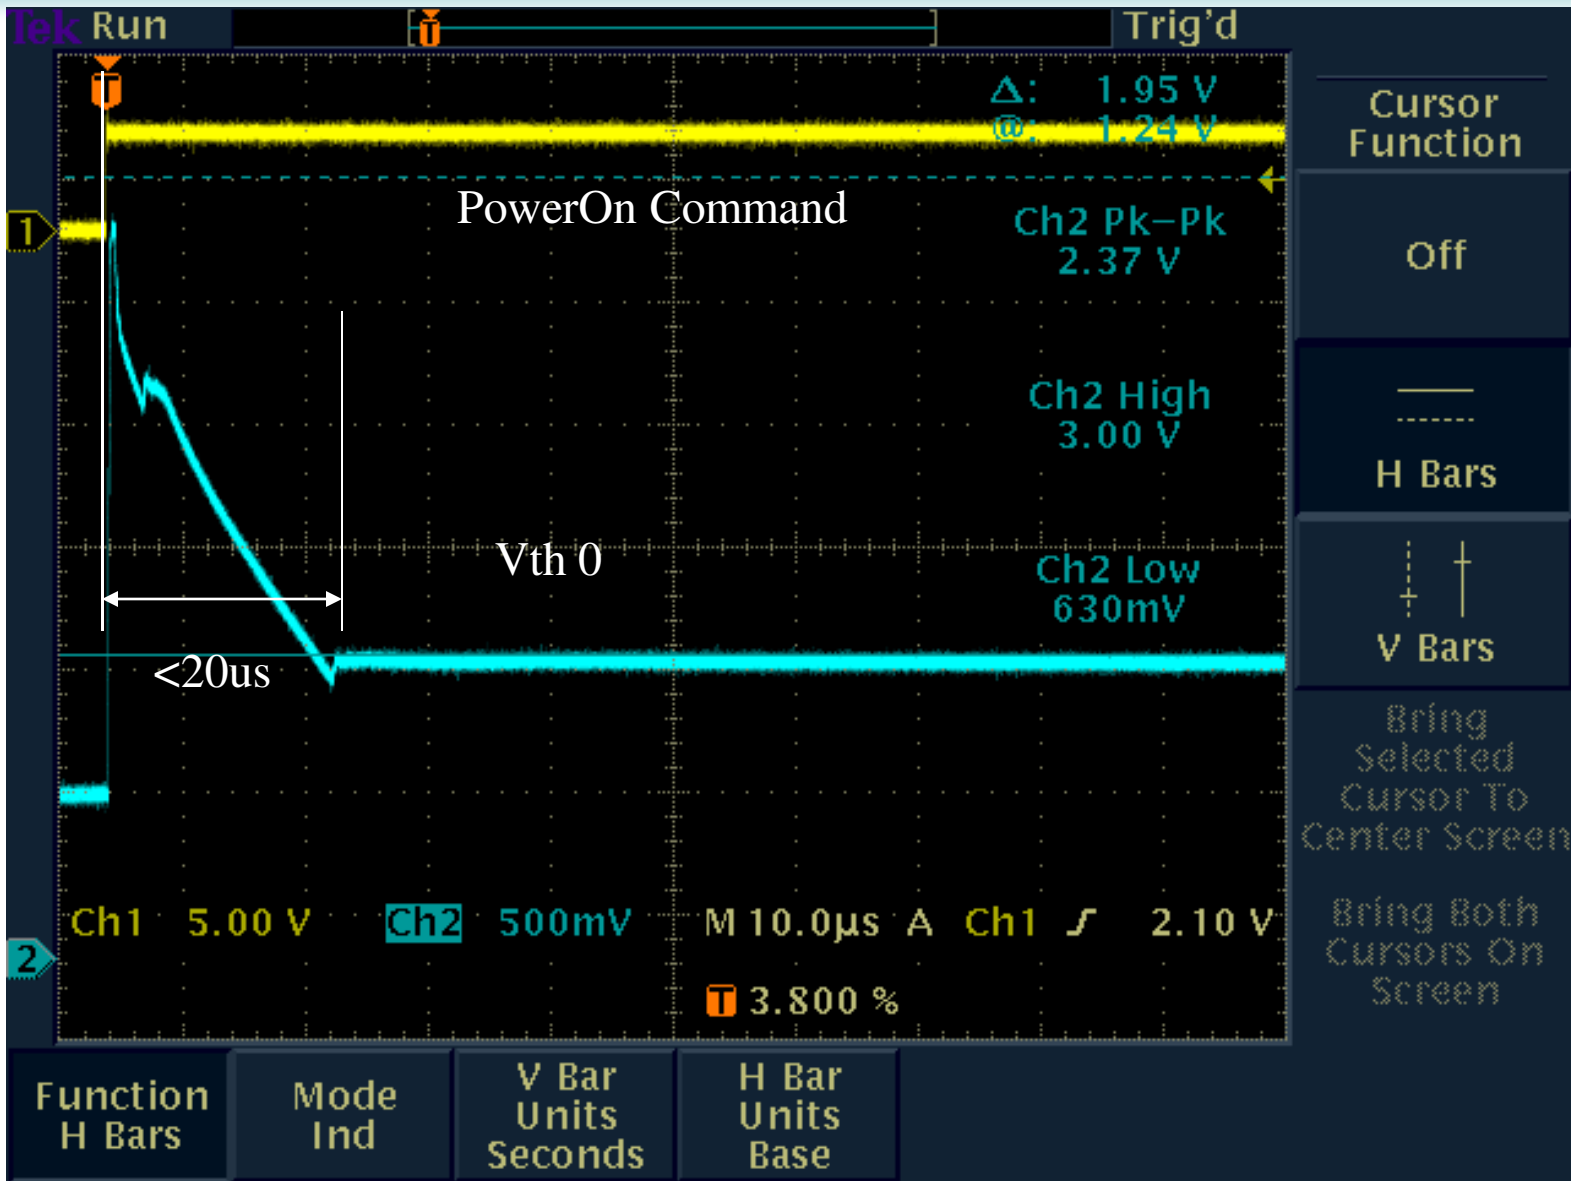 Tek Run
Trig'd
T
T
Δ: 1.95 V
@: 1.24 V
Cursor
Function
PowerOn Command
1
Ch2 Pk-Pk
2.37 V
Off
Ch2 High
3.00 V
H Bars
Vth 0
Ch2 Low
630mV
V Bars
<20us
Bring
Selected
Cursor To
Center Screen
Ch1 5.00 V Ch2 500mV M 10.0µs A Ch1 2.10 V
Bring Both
Cursors On
Screen
2
T 3.800 %
Function
H Bars
Mode
Ind
V Bar
Units
Seconds
H Bar
Units
Base